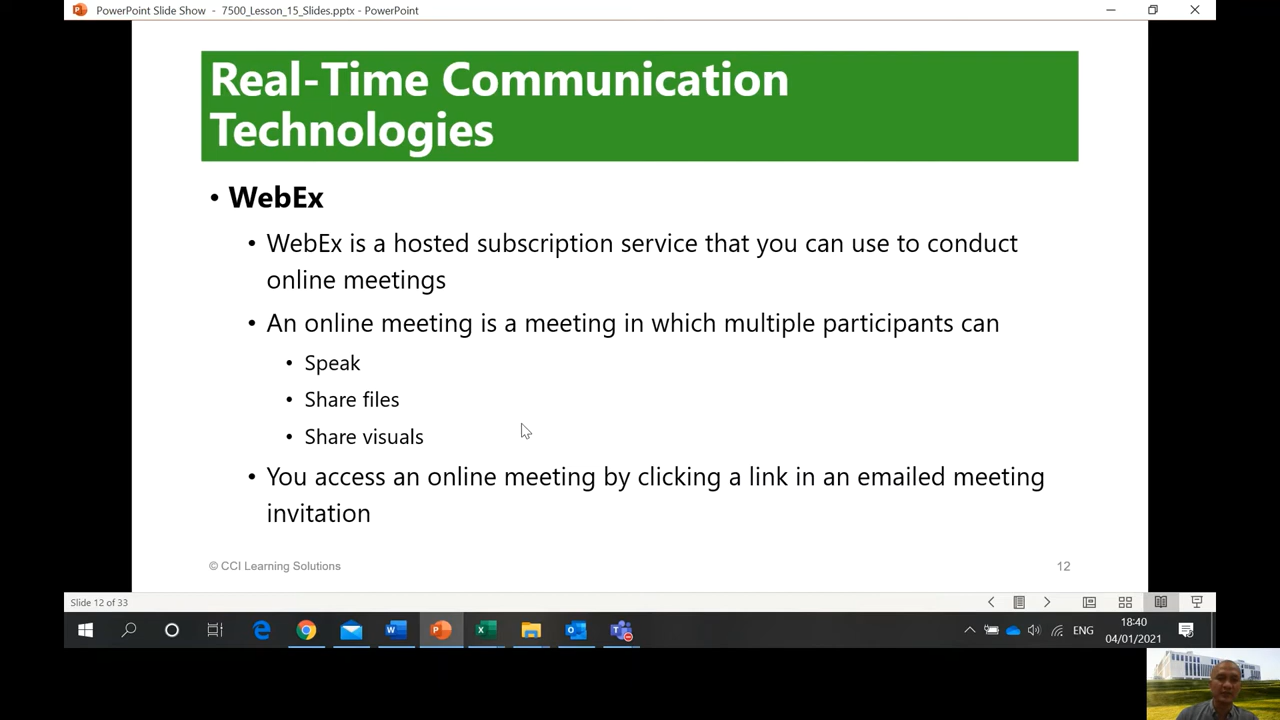 PowerPoint Slide Show - 7500_Lesson_15_Slides.pptx - PowerPoint
Real-Time Communication
Technologies
• WebEx
• WebEx is a hosted subscription service that you can use to conduct
online meetings
• An online meeting is a meeting in which multiple participants can
• Speak
• Share files
• Share visuals
• You access an online meeting by clicking a link in an emailed meeting
invitation
© CCI Learning Solutions
12
Slide 12 of 33
ENG
18:40
04/01/2021